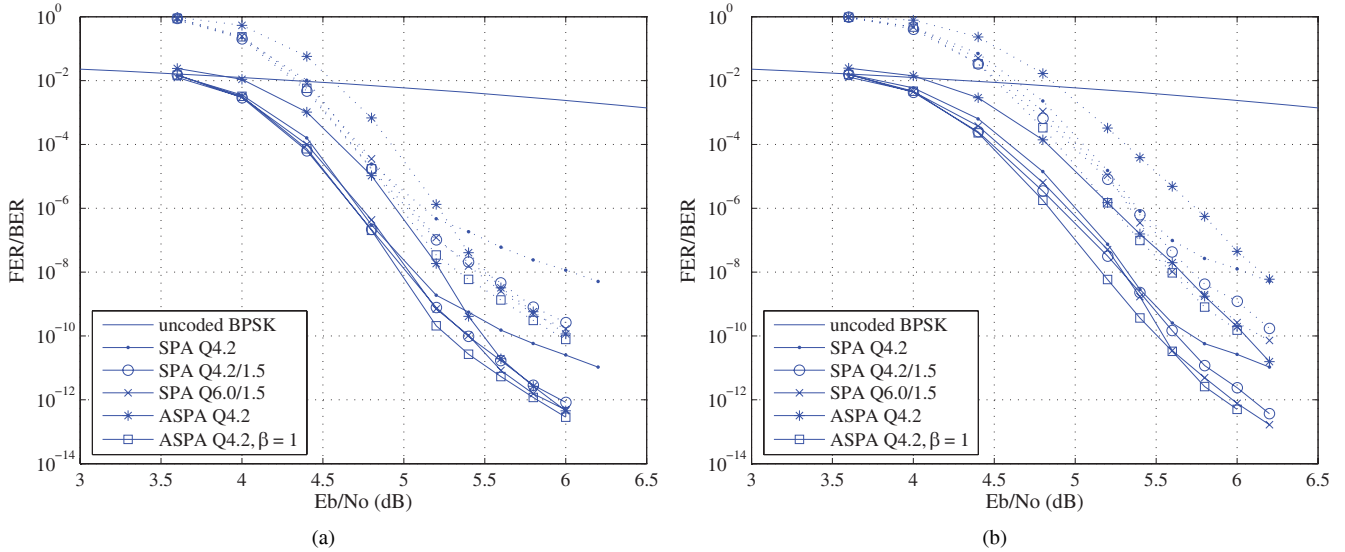 10^0
10^-2
10^-4
10^-6
10^-8
10^-10
10^-12
10^-14
FER/BER
uncoded BPSK
SPA Q4.2
SPA Q4.2/1.5
SPA Q6.0/1.5
ASPA Q4.2
ASPA Q4.2, β = 1
3 3.5 4 4.5 5 5.5 6 6.5
Eb/No (dB)
(a)
10^0
10^-2
10^-4
10^-6
10^-8
10^-10
10^-12
10^-14
FER/BER
uncoded BPSK
SPA Q4.2
SPA Q4.2/1.5
SPA Q6.0/1.5
ASPA Q4.2
ASPA Q4.2, β = 1
3 3.5 4 4.5 5 5.5 6 6.5
Eb/No (dB)
(b)